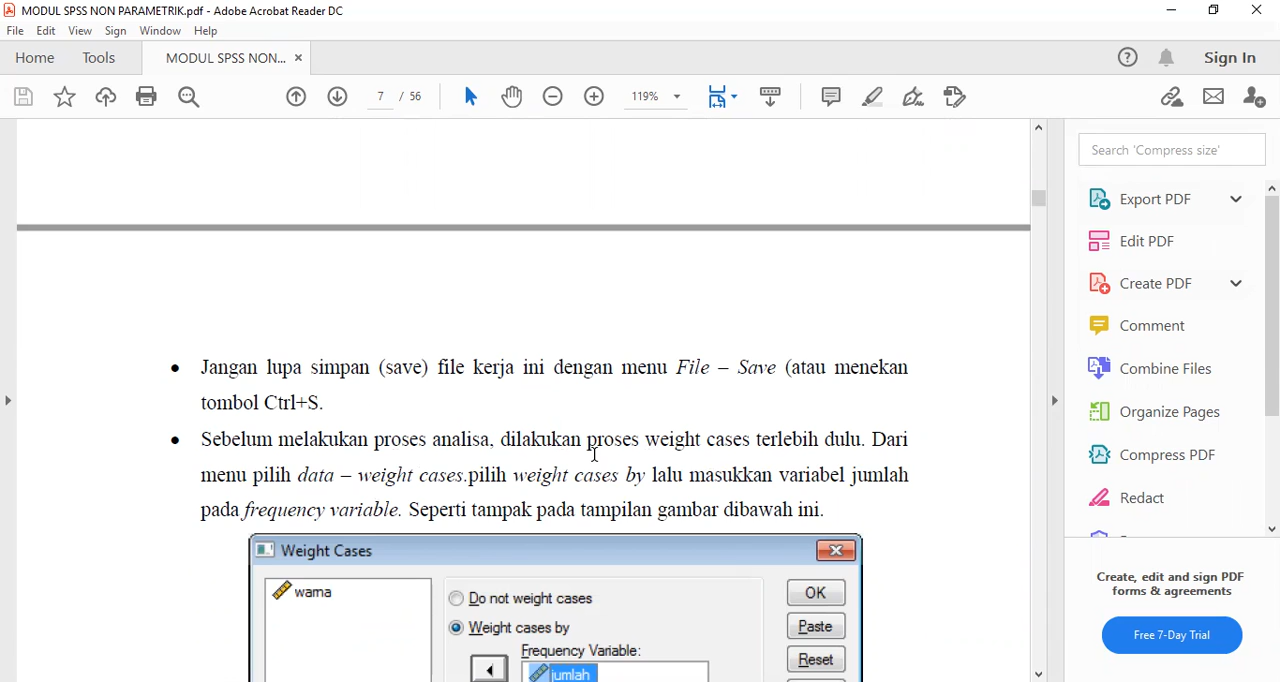 MODUL SPSS NON PARAMETRIK.pdf - Adobe Acrobat Reader DC
File Edit View Sign Window Help
Home Tools MODUL SPSS NON... ×
Sign In
7 / 56
119%
Search 'Compress size'
Export PDF
Edit PDF
Create PDF
Comment
Combine Files
Organize Pages
Compress PDF
Redact
Create, edit and sign PDF
forms & agreements
Free 7-Day Trial
• Jangan lupa simpan (save) file kerja ini dengan menu File – Save (atau menekan
tombol Ctrl+S.
• Sebelum melakukan proses analisa, dilakukan proses weight cases terlebih dulu. Dari
menu pilih data – weight cases.pilih weight cases by lalu masukkan variabel jumlah
pada frequency variable. Seperti tampak pada tampilan gambar dibawah ini.
Weight Cases
warna
Do not weight cases
Weight cases by
Frequency Variable:
jumlah
OK
Paste
Reset